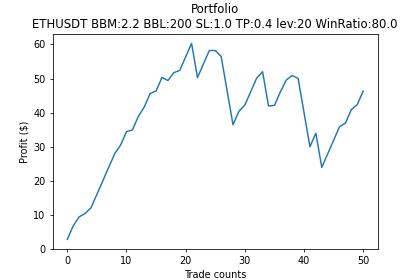 Portfolio
ETHUSDT BBM:2.2 BBL:200 SL:1.0 TP:0.4 lev:20 WinRatio:80.0
60
50
40
30
20
10
0
Profit ($)
0 10 20 30 40 50
Trade counts